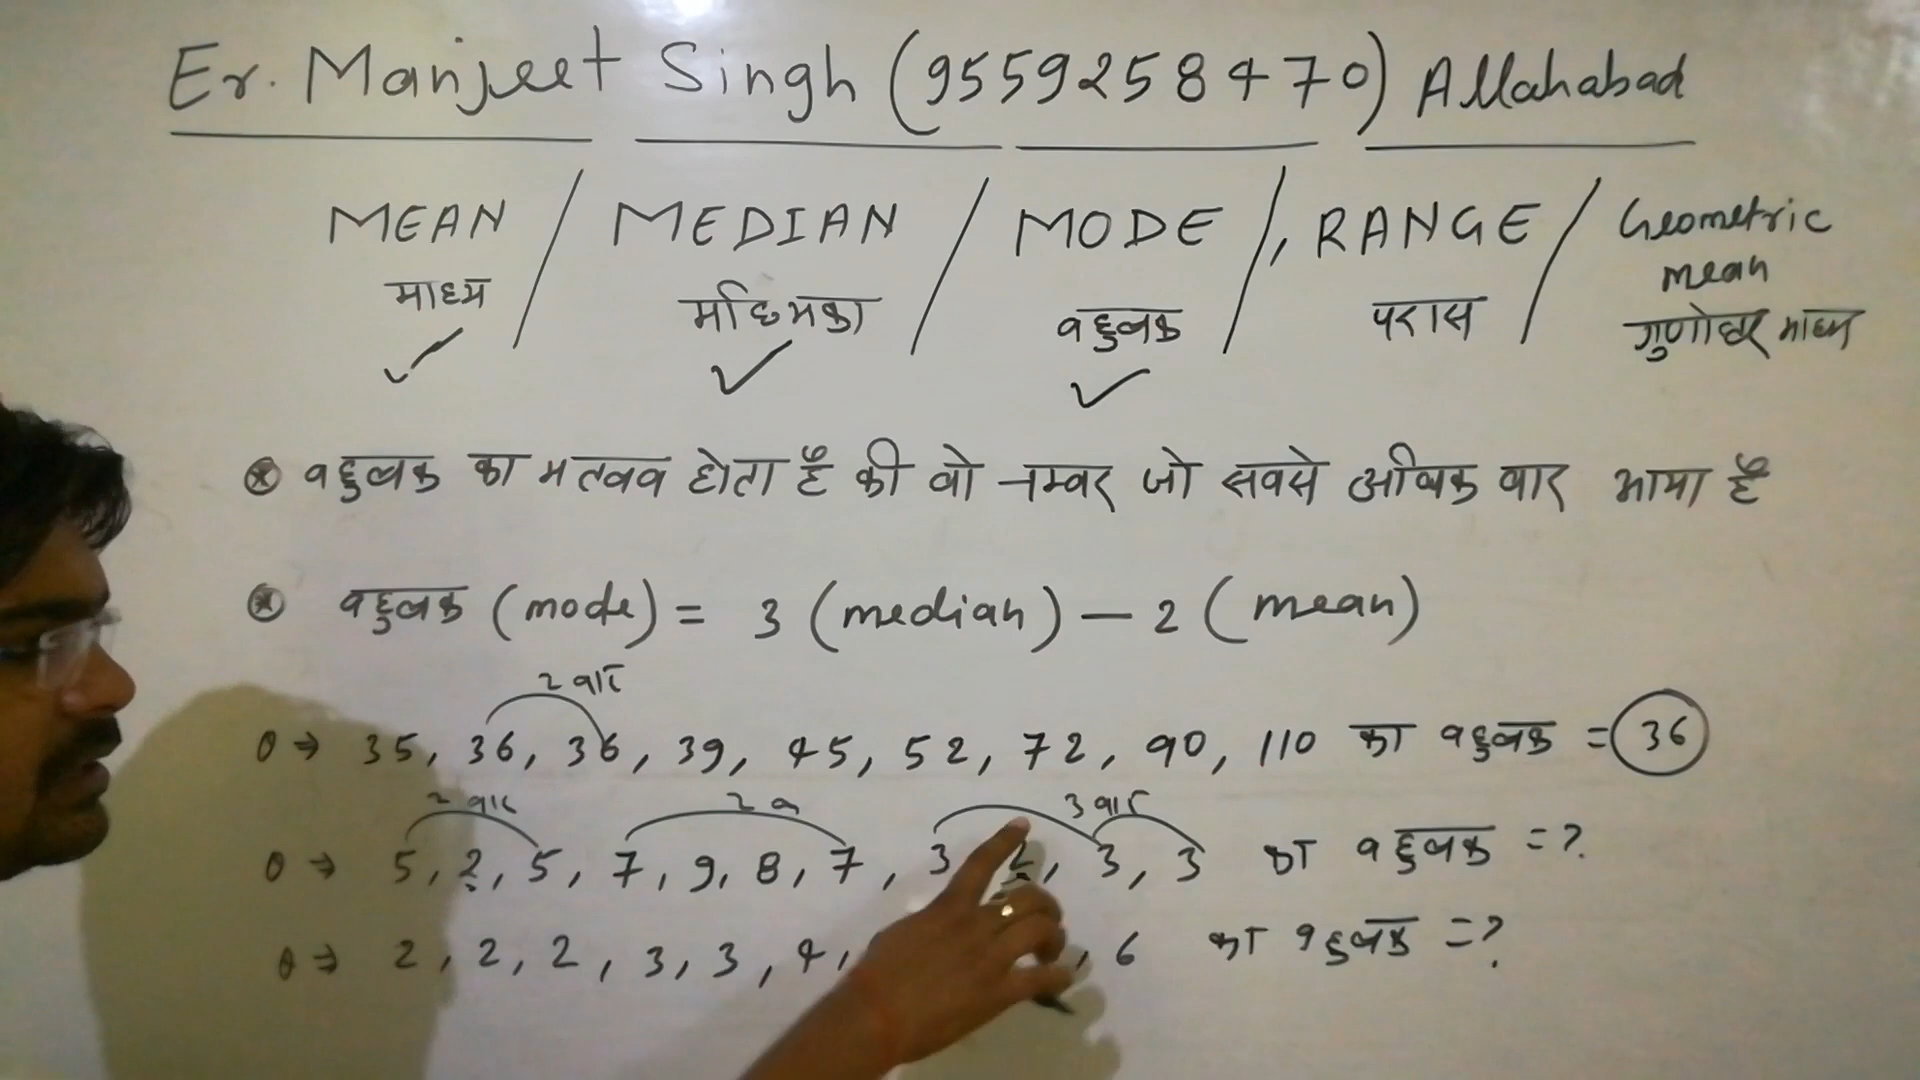 Er. Manjeet Singh (9559258470) Allahabad
MEAN / MEDIAN / MODE /, RANGE / Geometric mean
माध्य माध्यिका बहुलक परास गुणोत्तर माध्य
बहुलक का मतलब होता है की वो नम्बर जो सबसे अधिक बार आया है
बहुलक (mode) = 3 (median) – 2 (mean)
2 बार
Q ⇒ 35, 36, 36, 39, 45, 52, 72, 90, 110 का बहुलक = 36
2 बार 2 ब 3 बार
Q ⇒ 5, 2, 5, 7, 9, 8, 7, 3 2, 3, 3 का बहुलक = ?
Q ⇒ 2, 2, 2, 3, 3, 4, , 6 का बहुलक = ?